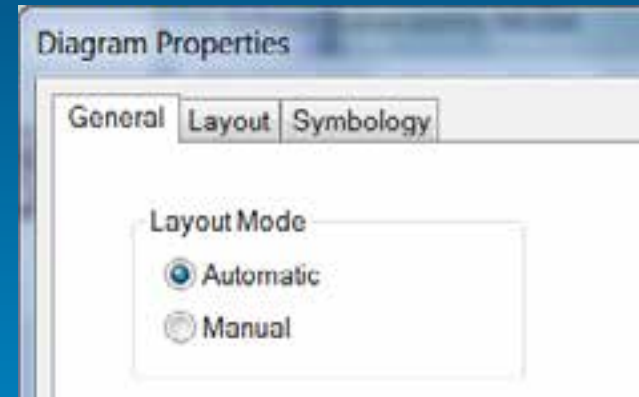 Diagram Properties
General Layout Symbology
Layout Mode
Automatic
Manual